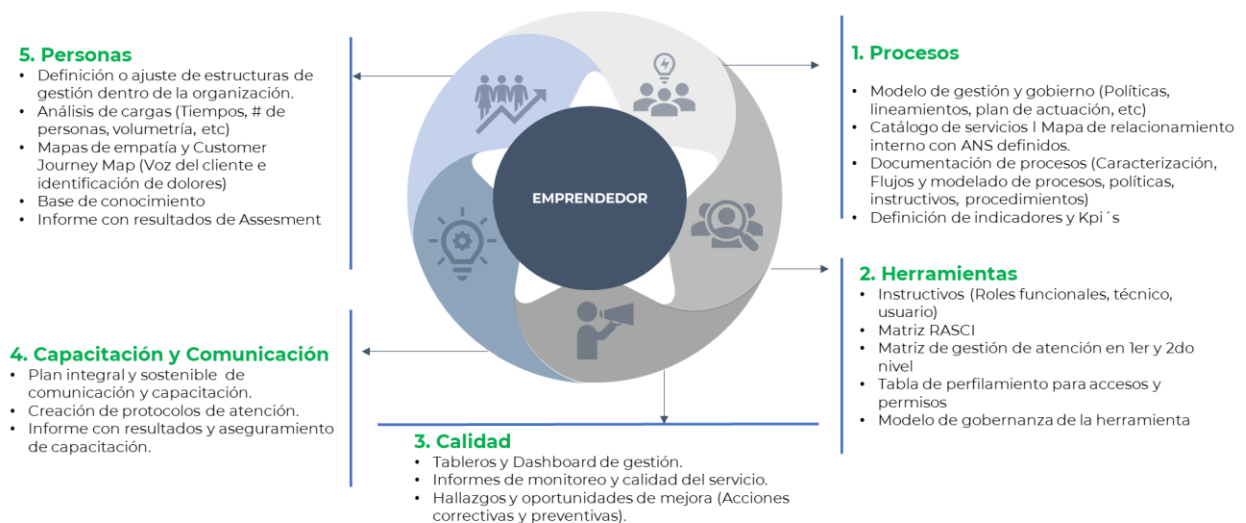 5. Personas
• Definición o ajuste de estructuras de
gestión dentro de la organización.
• Análisis de cargas (Tiempos, # de
personas, volumetría, etc)
• Mapas de empatía y Customer
Journey Map (Voz del cliente e
identificación de dolores)
• Base de conocimiento
• Informe con resultados de Assesment
EMPRENDEDOR
1. Procesos
• Modelo de gestión y gobierno (Políticas,
lineamientos, plan de actuación, etc)
• Catálogo de servicios l Mapa de relacionamiento
interno con ANS definidos.
• Documentación de procesos (Caracterización,
Flujos y modelado de procesos, políticas,
instructivos, procedimientos)
• Definición de indicadores y Kpi´s
2. Herramientas
• Instructivos (Roles funcionales, técnico,
usuario)
• Matriz RASCI
• Matriz de gestión de atención en 1er y 2do
nivel
• Tabla de perfilamiento para accesos y
permisos
• Modelo de gobernanza de la herramienta
4. Capacitación y Comunicación
• Plan integral y sostenible de
comunicación y capacitación.
• Creación de protocolos de atención.
• Informe con resultados y aseguramiento
de capacitación.
3. Calidad
• Tableros y Dashboard de gestión.
• Informes de monitoreo y calidad del servicio.
• Hallazgos y oportunidades de mejora (Acciones
correctivas y preventivas).